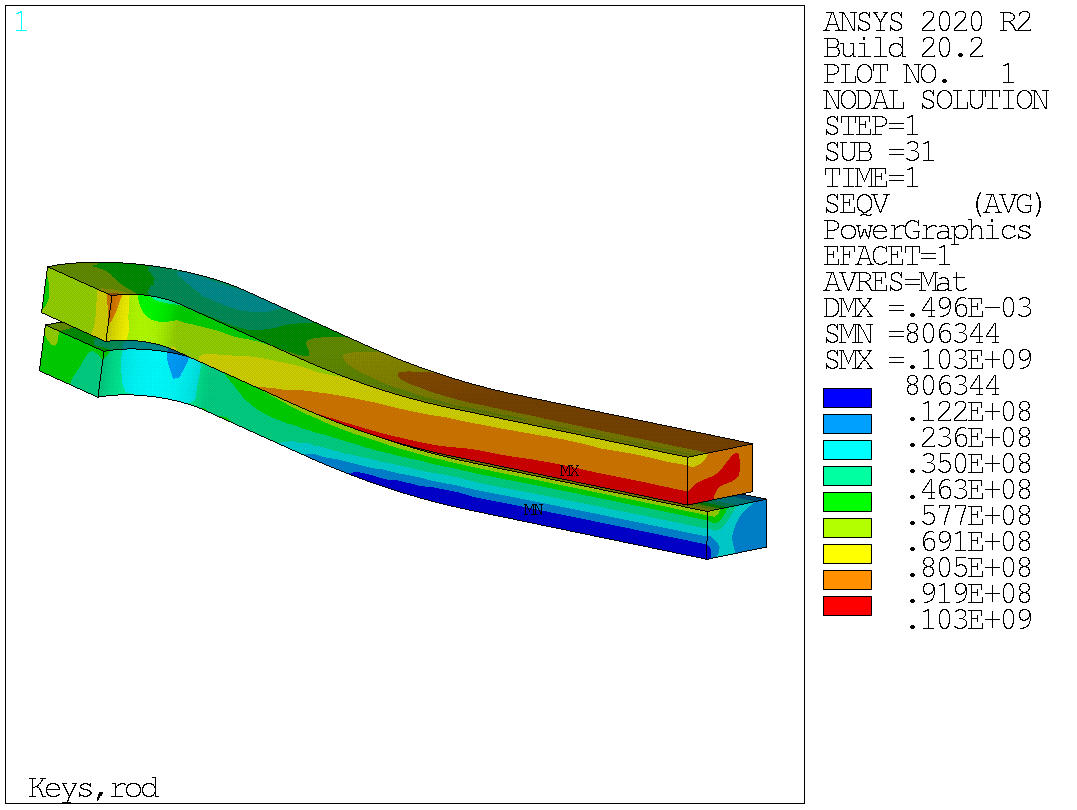 1
ANSYS 2020 R2
Build 20.2
PLOT NO. 1
NODAL SOLUTION
STEP=1
SUB =31
TIME=1
SEQV (AVG)
PowerGraphics
EFACET=1
AVRES=Mat
DMX =.496E-03
SMN =806344
SMX =.103E+09
806344
.122E+08
.236E+08
.350E+08
.463E+08
.577E+08
.691E+08
.805E+08
.919E+08
.103E+09
MX
MN
Keys,rod